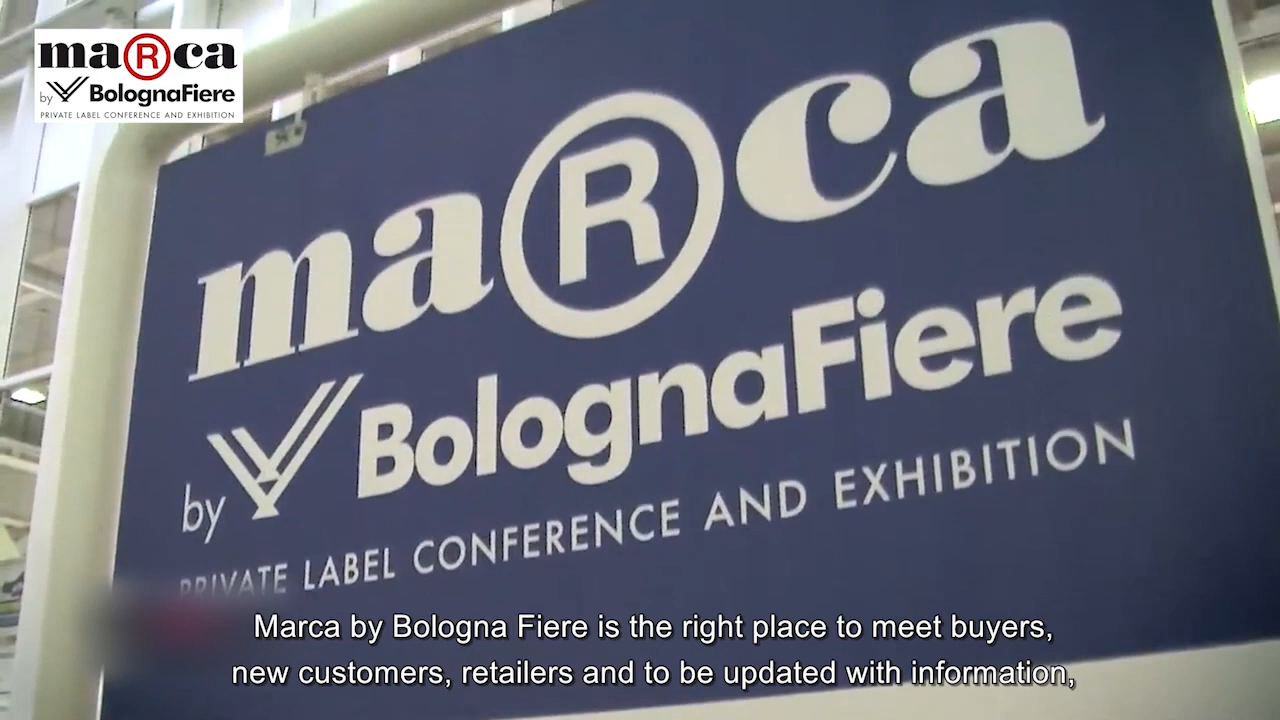 maRca
by BolognaFiere
PRIVATE LABEL CONFERENCE AND EXHIBITION
maRca
by BolognaFiere
PRIVATE LABEL CONFERENCE AND EXHIBITION
Marca by Bologna Fiere is the right place to meet buyers,
new customers, retailers and to be updated with information,